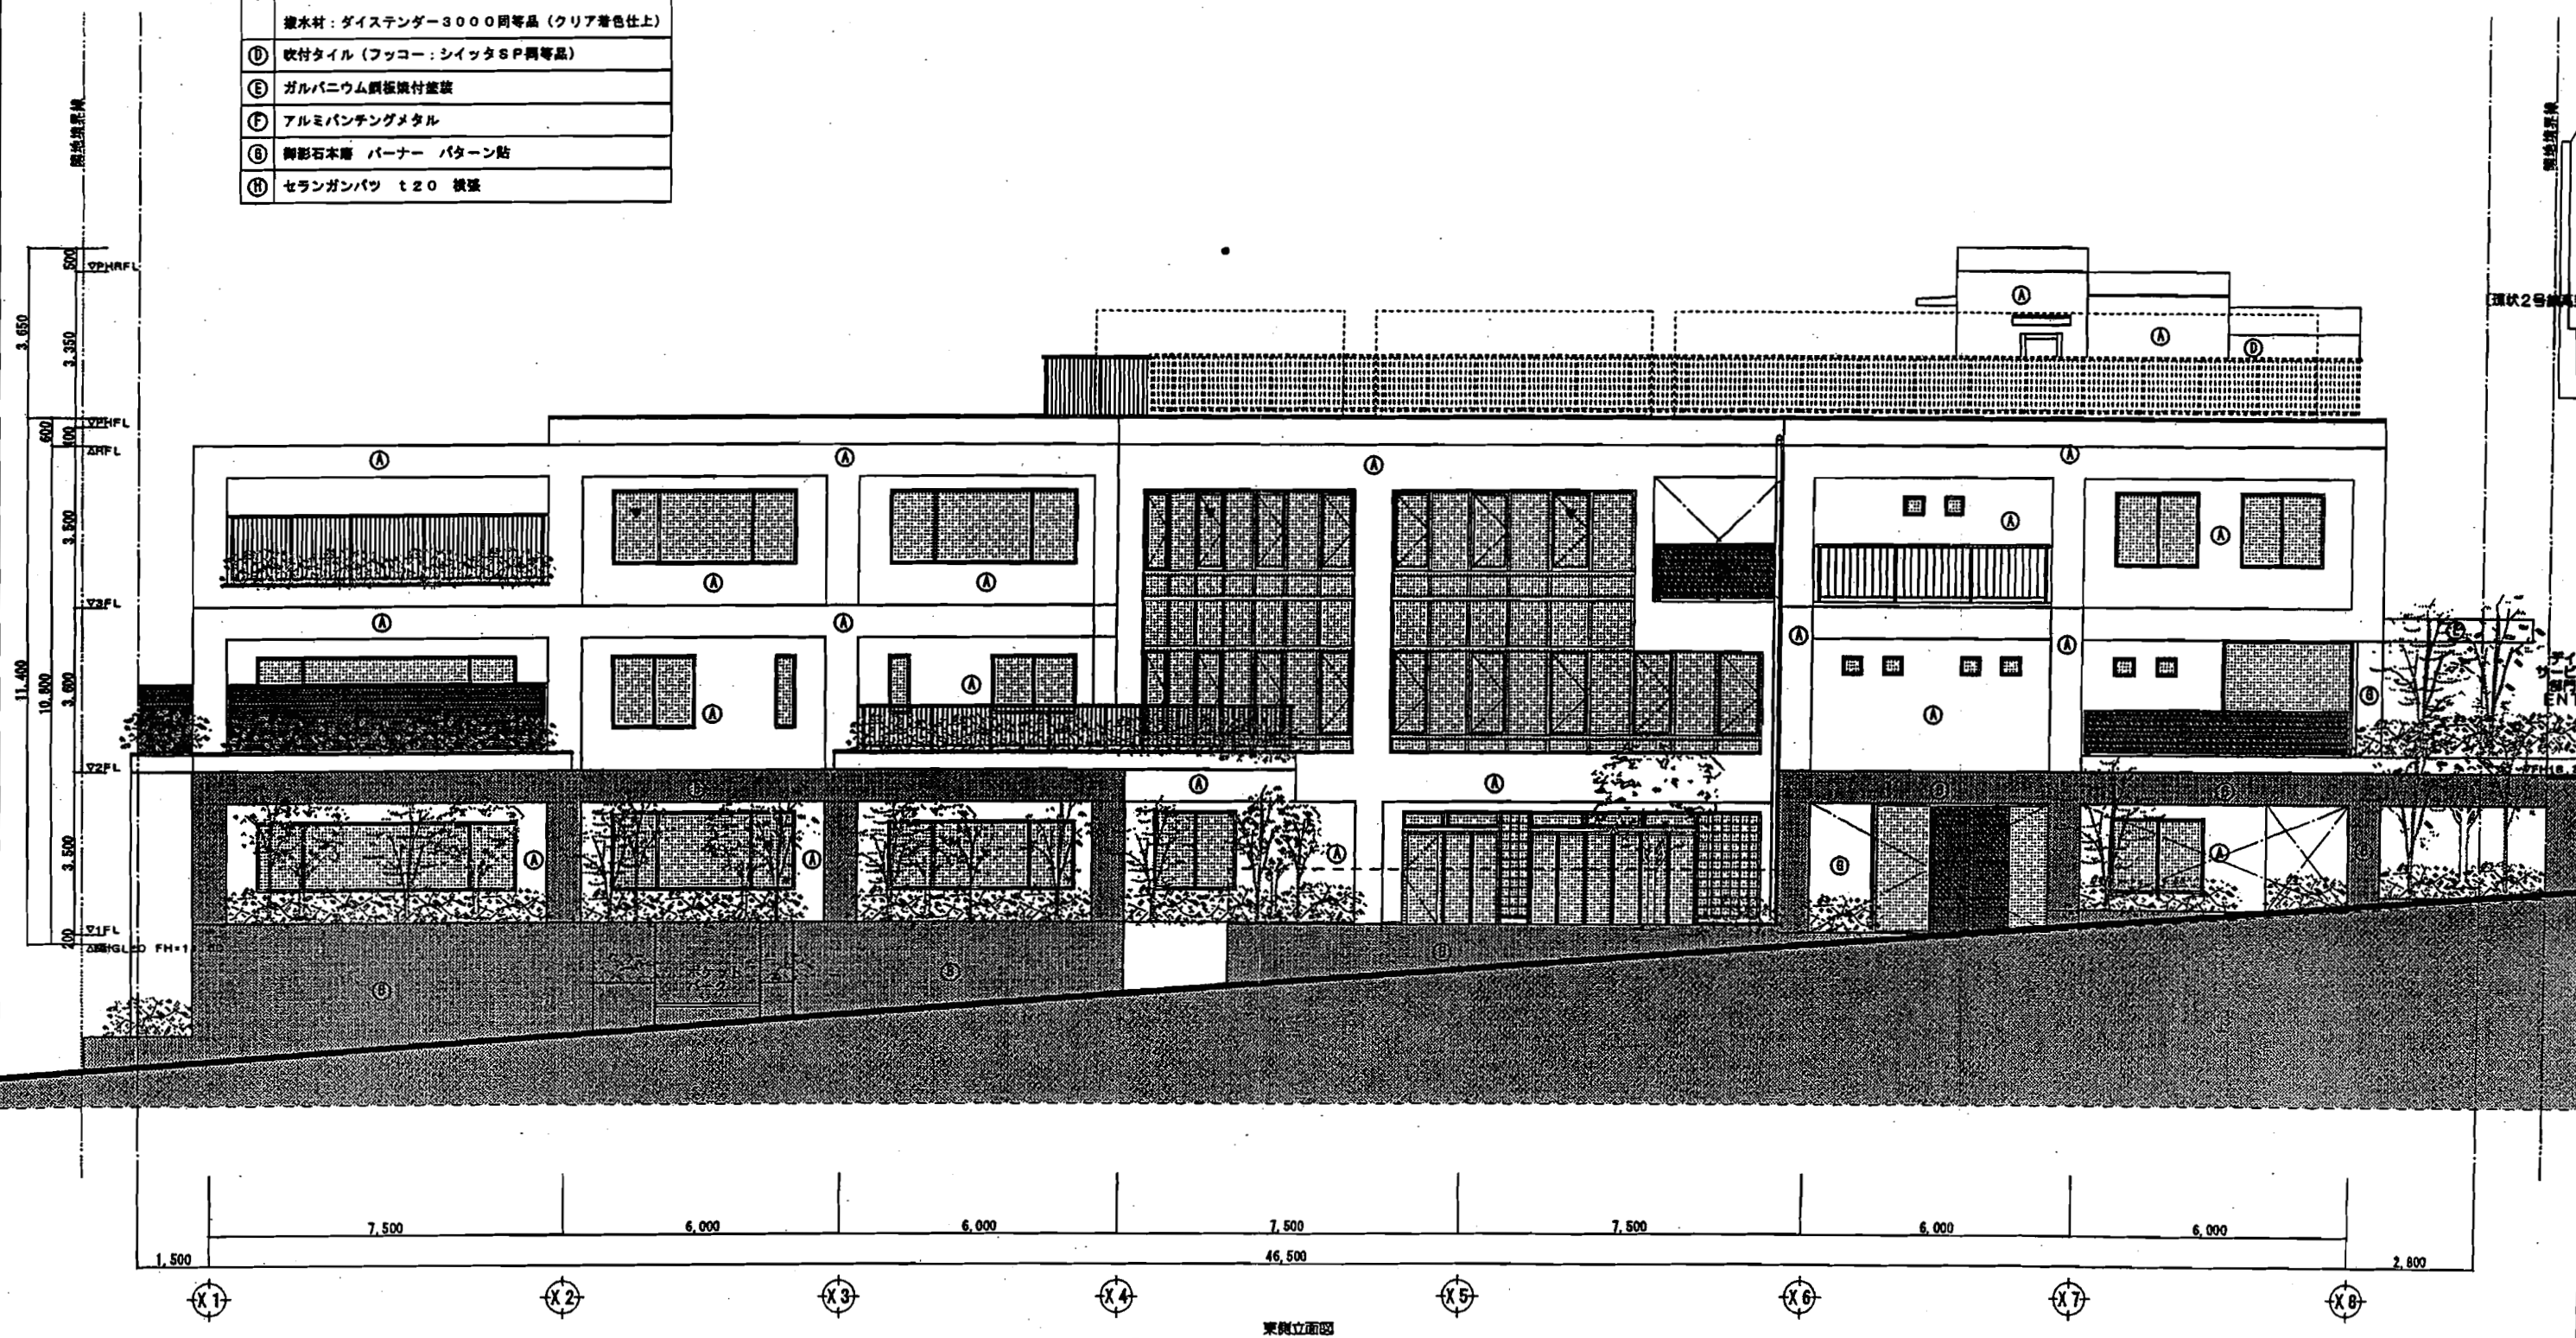 撥水材：ダイステンダー3000同等品（クリア着色仕上）
Ⓓ 吹付タイル（フッコー：シイッタSP同等品）
Ⓔ ガルバニウム鋼板焼付塗装
Ⓕ アルミパンチングメタル
Ⓖ 御影石本磨　バーナー　パターン貼
Ⓗ セランガンバツ　t20　横張
隣地境界線
隣地境界線
環状2号線
500
3,350
3,650
600
400
3,500
3,600
3,500
200
11,400
10,800
▽PHRFL
▽PHFL
△RFL
▽3FL
▽2FL
▽1FL
Ⓐ
Ⓐ
Ⓓ
Ⓐ
Ⓐ
Ⓐ
Ⓐ
Ⓐ
Ⓐ
Ⓐ
Ⓐ
Ⓐ
Ⓐ
Ⓐ
Ⓐ
Ⓔ
Ⓐ
Ⓐ
Ⓐ
Ⓖ
Ⓐ
Ⓐ
Ⓐ
Ⓐ
Ⓐ
Ⓖ
Ⓐ
7,500
6,000
6,000
7,500
7,500
6,000
6,000
1,500
46,500
2,800
X1
X2
X3
X4
X5
X6
X7
X8
東側立面図